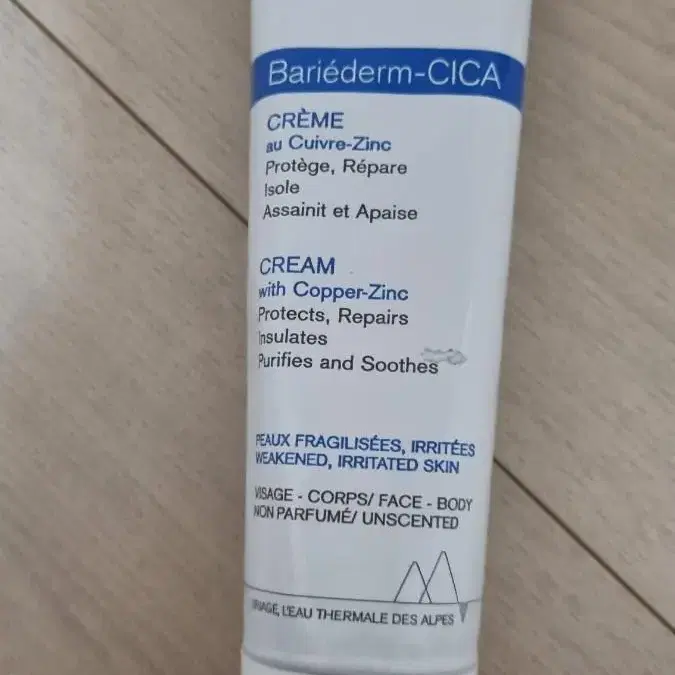 Bariéderm-CICA
CRÈME
au Cuivre-Zinc
Protège, Répare
Isole
Assainit et Apaise
CREAM
with Copper-Zinc
Protects, Repairs
Insulates
Purifies and Soothes
PEAUX FRAGILISÉES, IRRITÉES
WEAKENED, IRRITATED SKIN
VISAGE - CORPS/ FACE - BODY
NON PARFUMÉ/ UNSCENTED
URIAGE, L'EAU THERMALE DES ALPES